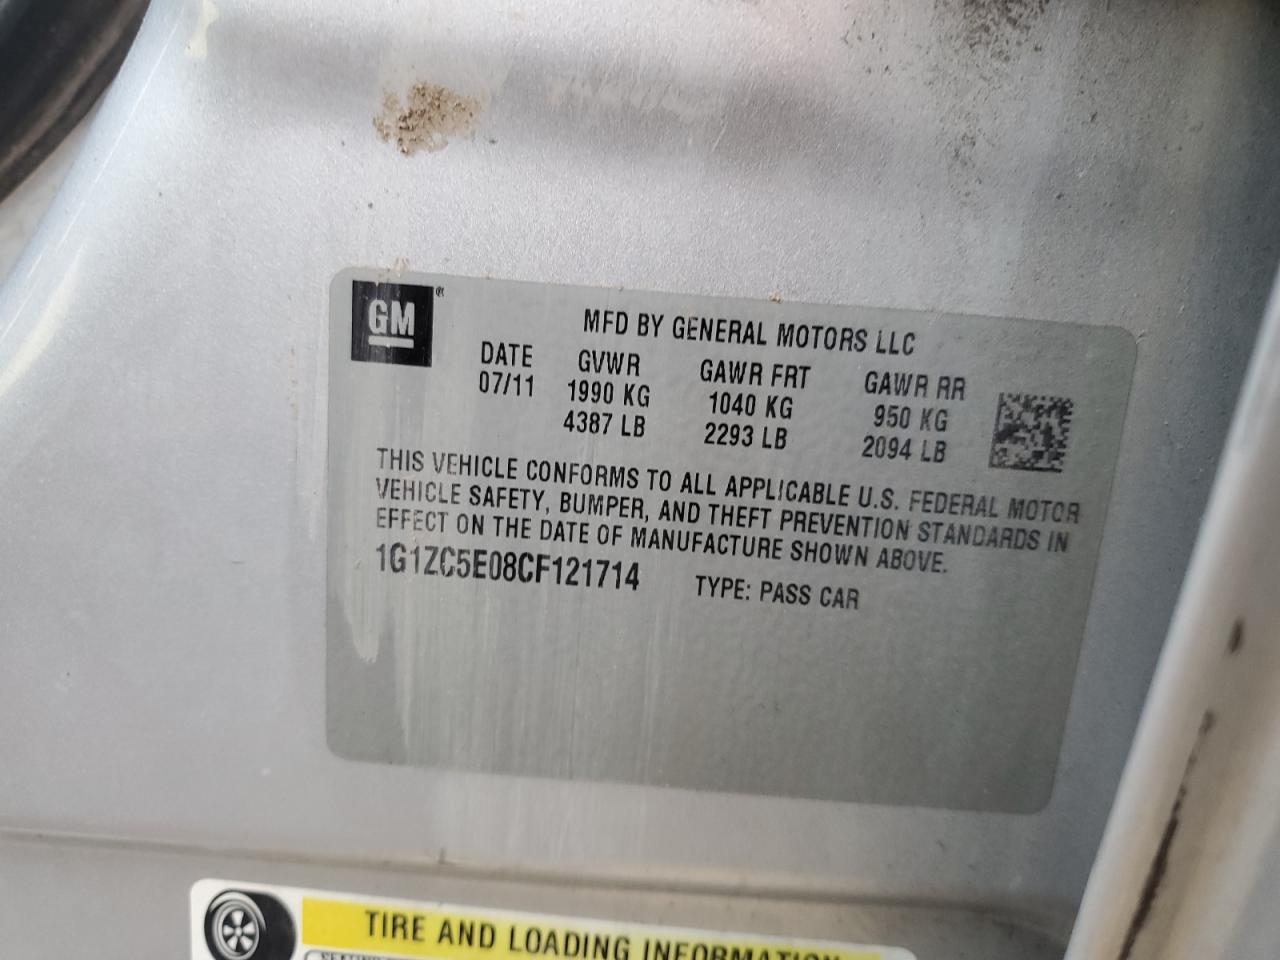 GM ®
MFD BY GENERAL MOTORS LLC
DATE GVWR GAWR FRT GAWR RR
07/11 1990 KG 1040 KG 950 KG
4387 LB 2293 LB 2094 LB
THIS VEHICLE CONFORMS TO ALL APPLICABLE U.S. FEDERAL MOTOR
VEHICLE SAFETY, BUMPER, AND THEFT PREVENTION STANDARDS IN
EFFECT ON THE DATE OF MANUFACTURE SHOWN ABOVE.
1G1ZC5E08CF121714 TYPE: PASS CAR
TIRE AND LOADING INFORMATION